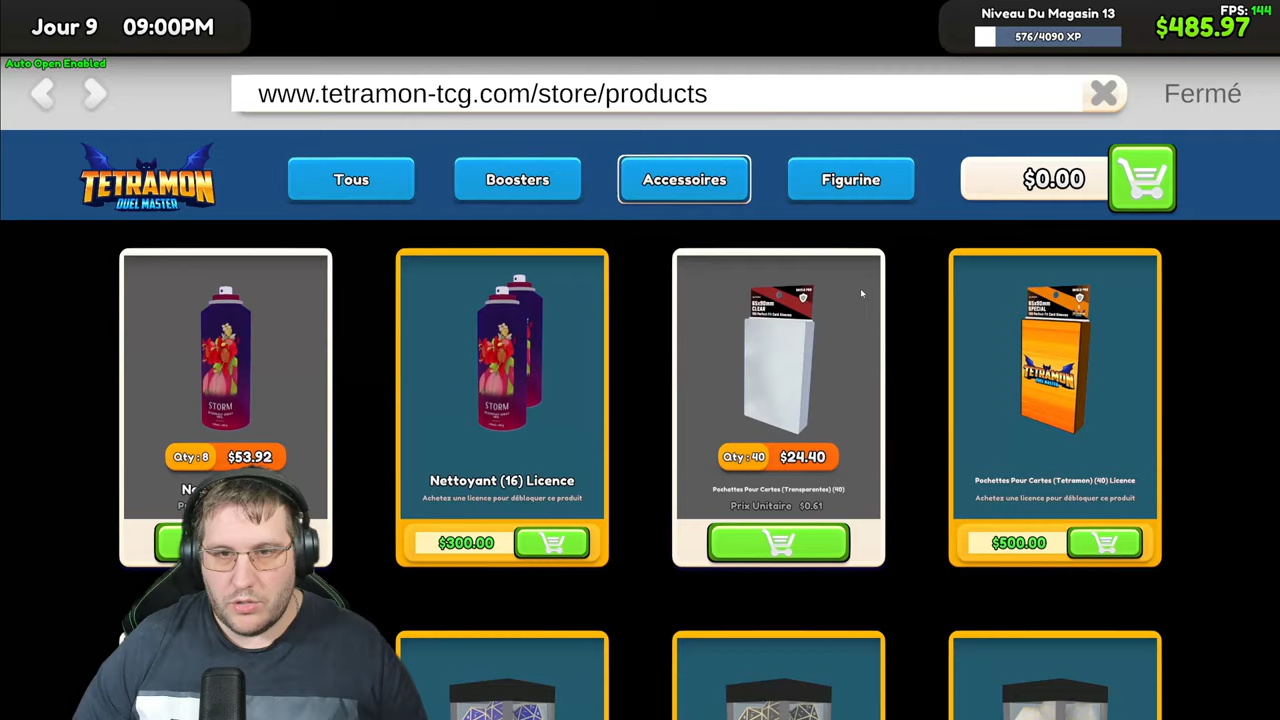 Jour 9 09:00PM
Niveau Du Magasin 13
576/4090 XP
FPS: 144
$485.97
Auto Open Enabled
www.tetramon-tcg.com/store/products
Fermé
TETRAMON
DUEL MASTER
Tous
Boosters
Accessoires
Figurine
$0.00
STORM
STORM
65x90mm
CLEAR
65x90mm
SPECIAL
TETRAMON
Qty: 8 $53.92
Nettoyant (16) Licence
Achetez une licence pour débloquer ce produit
$300.00
Qty: 40 $24.40
Pochettes Pour Cartes (Transparentes) (40)
Prix Unitaire $0.61
Pochettes Pour Cartes (Tetramon) (40) Licence
Achetez une licence pour débloquer ce produit
$500.00